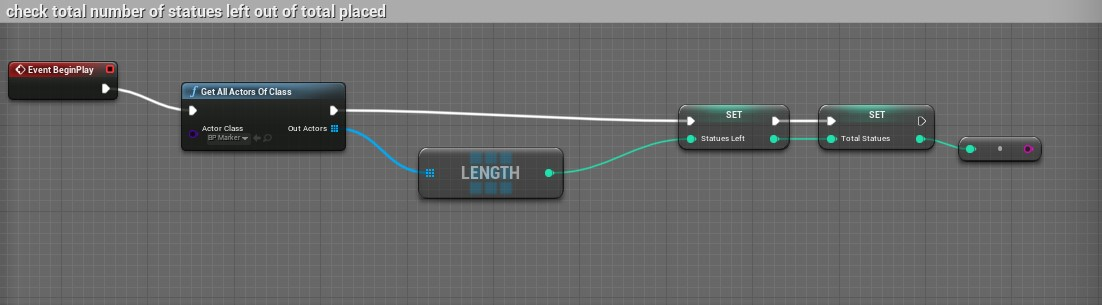 check total number of statues left out of total placed
Event BeginPlay
f Get All Actors Of Class
Actor Class
BP Marker
Out Actors
LENGTH
SET
Statues Left
SET
Total Statues